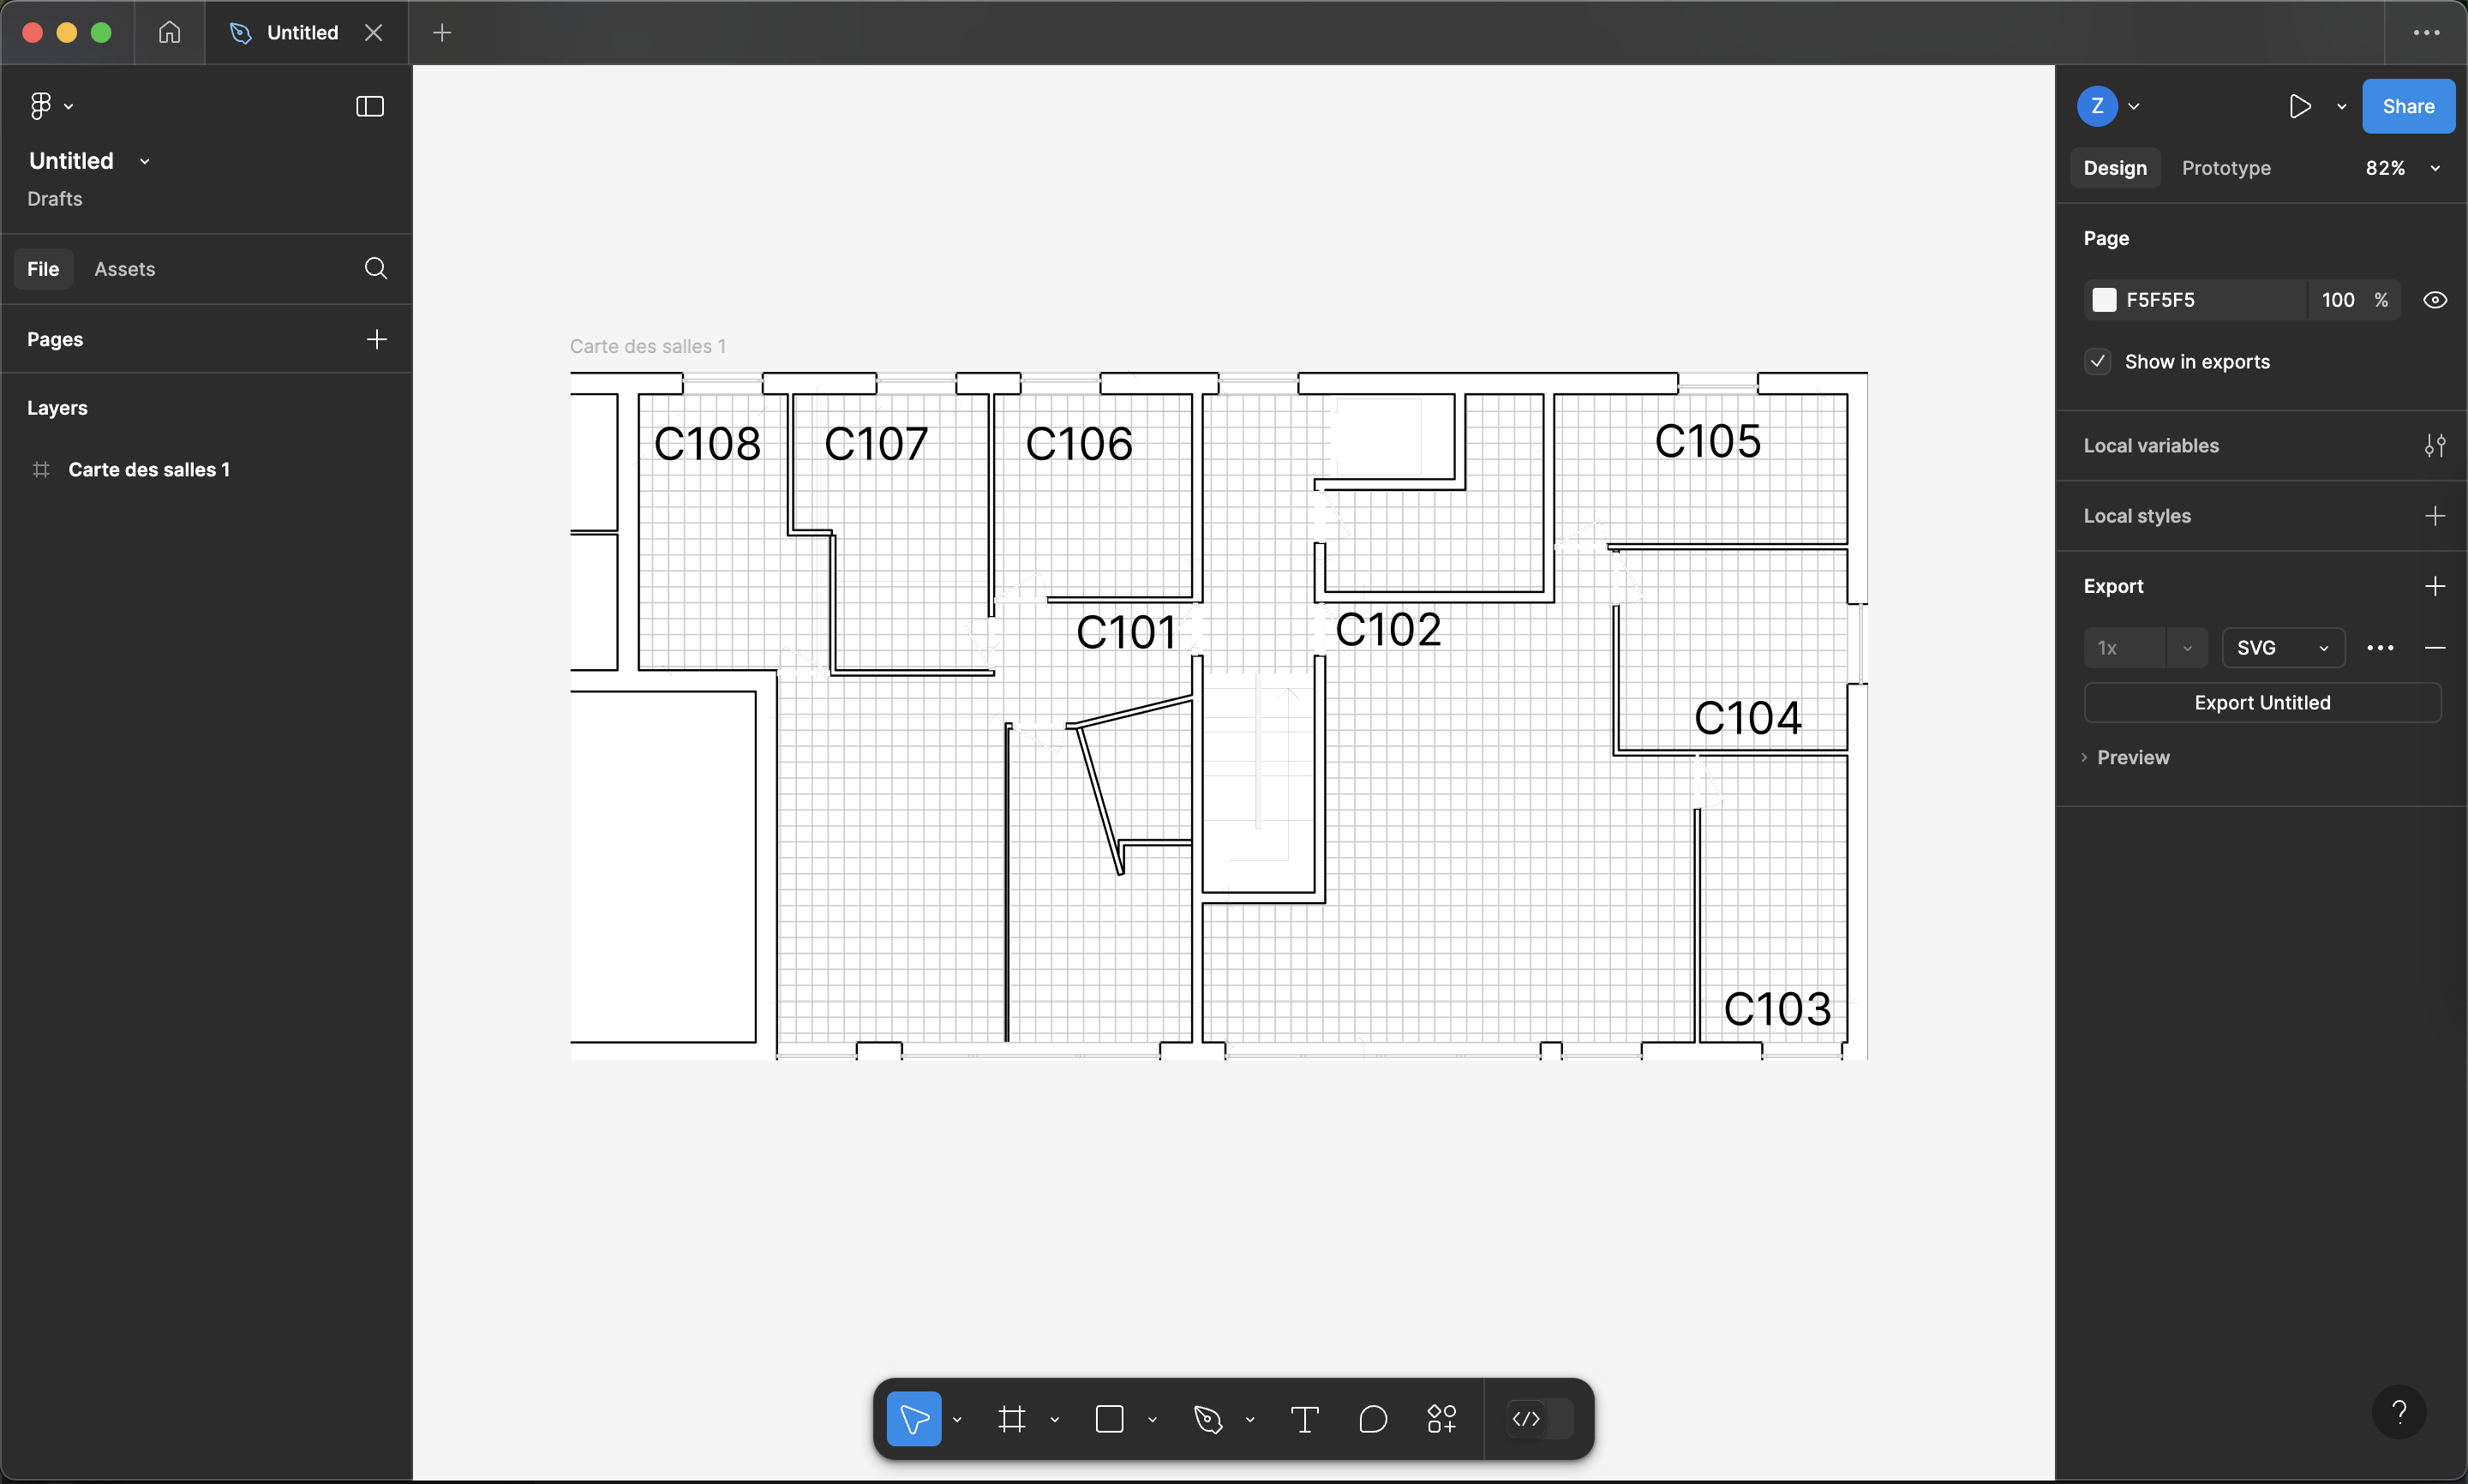 Untitled
Untitled
Drafts
File Assets
Pages
Layers
Carte des salles 1
Carte des salles 1
C108
C107
C106
C105
C101
C102
C104
C103
Z
Share
Design Prototype 82%
Page
F5F5F5 100 %
Show in exports
Local variables
Local styles
Export
1x SVG
Export Untitled
Preview
?